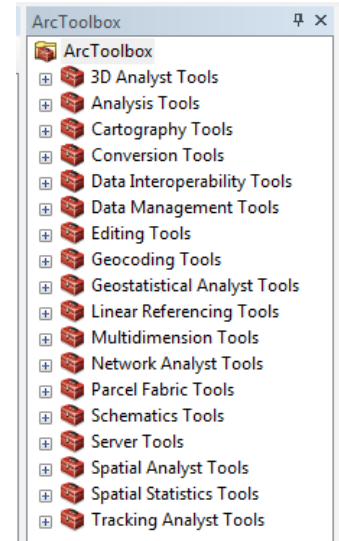 ArcToolbox
ArcToolbox
3D Analyst Tools
Analysis Tools
Cartography Tools
Conversion Tools
Data Interoperability Tools
Data Management Tools
Editing Tools
Geocoding Tools
Geostatistical Analyst Tools
Linear Referencing Tools
Multidimension Tools
Network Analyst Tools
Parcel Fabric Tools
Schematics Tools
Server Tools
Spatial Analyst Tools
Spatial Statistics Tools
Tracking Analyst Tools